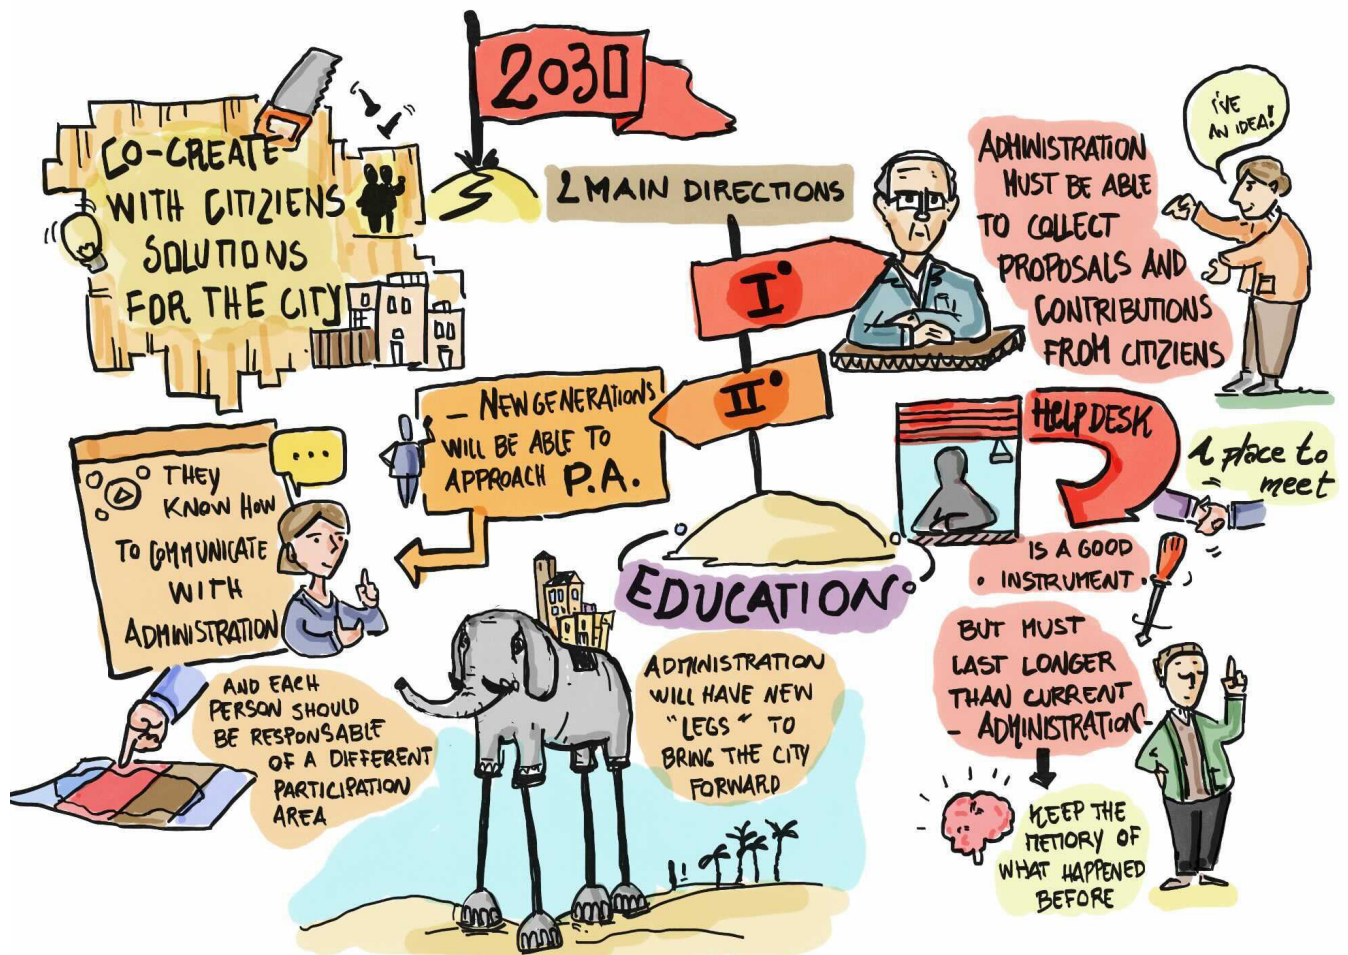 2030
CO-CREATE
WITH CITIZIENS
SOLUTIONS
FOR THE CITY
2 MAIN DIRECTIONS
I°
II°
ADMINISTRATION
MUST BE ABLE
TO COLLECT
PROPOSALS AND
CONTRIBUTIONS
FROM CITIZIENS
I'VE
AN IDEA!
HELP DESK
A place to
meet
IS A GOOD
INSTRUMENT
BUT MUST
LAST LONGER
THAN CURRENT
- ADMINISTRATION -
KEEP THE
MEMORY OF
WHAT HAPPENED
BEFORE
- NEW GENERATIONS
WILL BE ABLE TO
APPROACH P.A.
...
THEY
KNOW HOW
TO COMMUNICATE
WITH
ADMINISTRATION
AND EACH
PERSON SHOULD
BE RESPONSABLE
OF A DIFFERENT
PARTICIPATION
AREA
EDUCATION
ADMINISTRATION
WILL HAVE NEW
"LEGS" TO
BRING THE CITY
FORWARD
!!